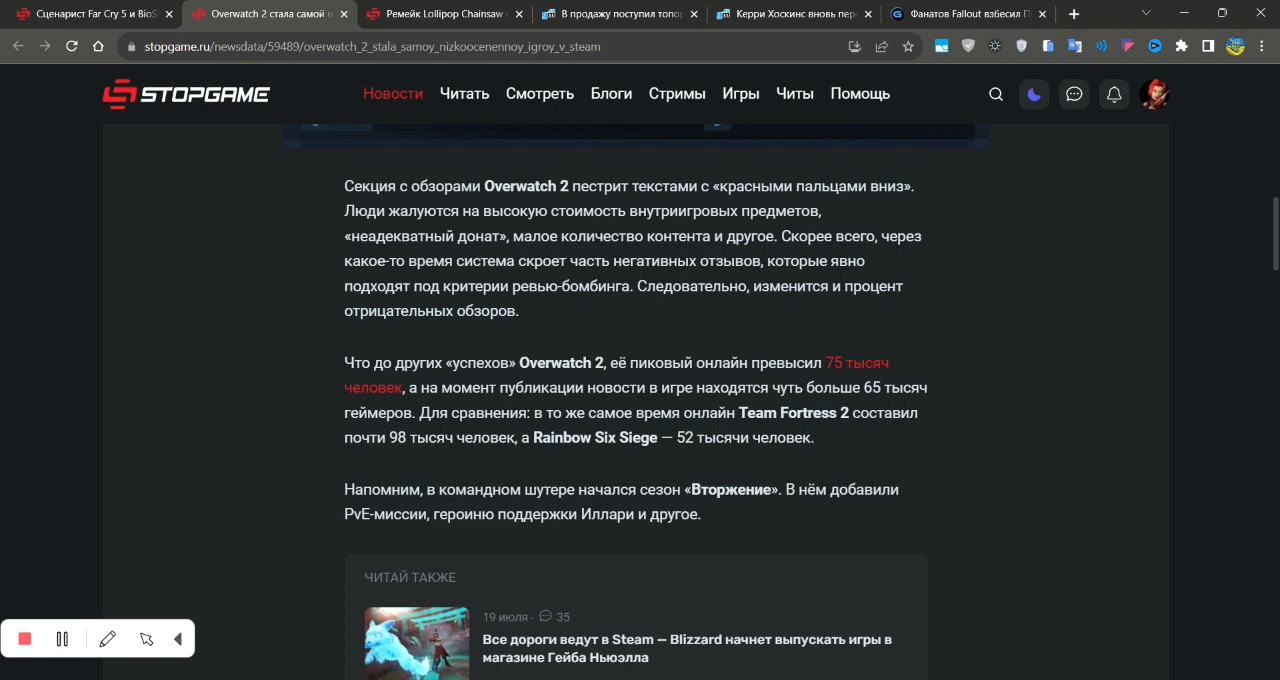 Сценарист Far Cry 5 и BioS
Overwatch 2 стала самой н
Ремейк Lollipop Chainsaw
В продажу поступил топор
Керри Хоскинс вновь пер
Фанатов Fallout взбесил П
stopgame.ru/newsdata/59489/overwatch_2_stala_samoy_nizkoocenennoy_igroy_v_steam
STOPGAME
Новости Читать Смотреть Блоги Стримы Игры Читы Помощь
Секция с обзорами Overwatch 2 пестрит текстами с «красными пальцами вниз».
Люди жалуются на высокую стоимость внутриигровых предметов,
«неадекватный донат», малое количество контента и другое. Скорее всего, через
какое-то время система скроет часть негативных отзывов, которые явно
подходят под критерии ревью-бомбинга. Следовательно, изменится и процент
отрицательных обзоров.
Что до других «успехов» Overwatch 2, её пиковый онлайн превысил 75 тысяч
человек, а на момент публикации новости в игре находятся чуть больше 65 тысяч
геймеров. Для сравнения: в то же самое время онлайн Team Fortress 2 составил
почти 98 тысяч человек, а Rainbow Six Siege — 52 тысячи человек.
Напомним, в командном шутере начался сезон «Вторжение». В нём добавили
PvE-миссии, героиню поддержки Иллари и другое.
ЧИТАЙ ТАКЖЕ
19 июля · 35
Все дороги ведут в Steam — Blizzard начнет выпускать игры в
магазине Гейба Ньюэлла